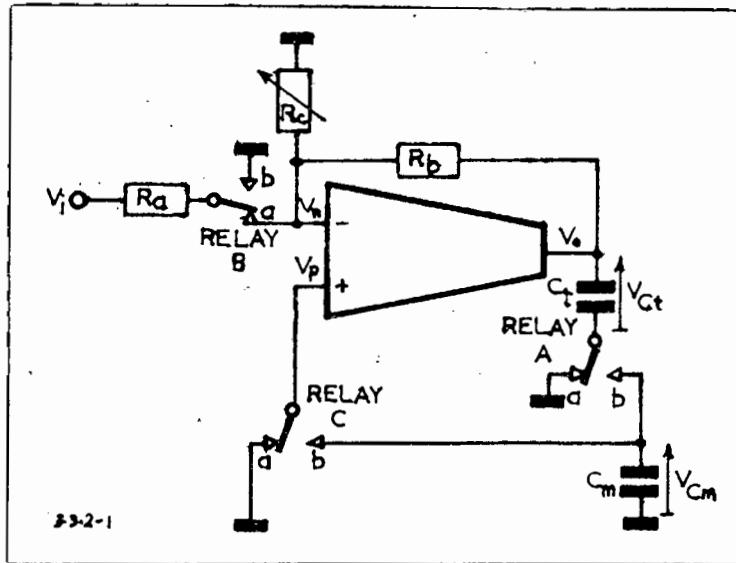 Rc
Rb
b
Vi
Ra
a
Vn
−
Vo
RELAY
B
Vp
+
Ct
VCt
RELAY
A
a
b
RELAY
C
a
b
Cm
VCm
33.2-1